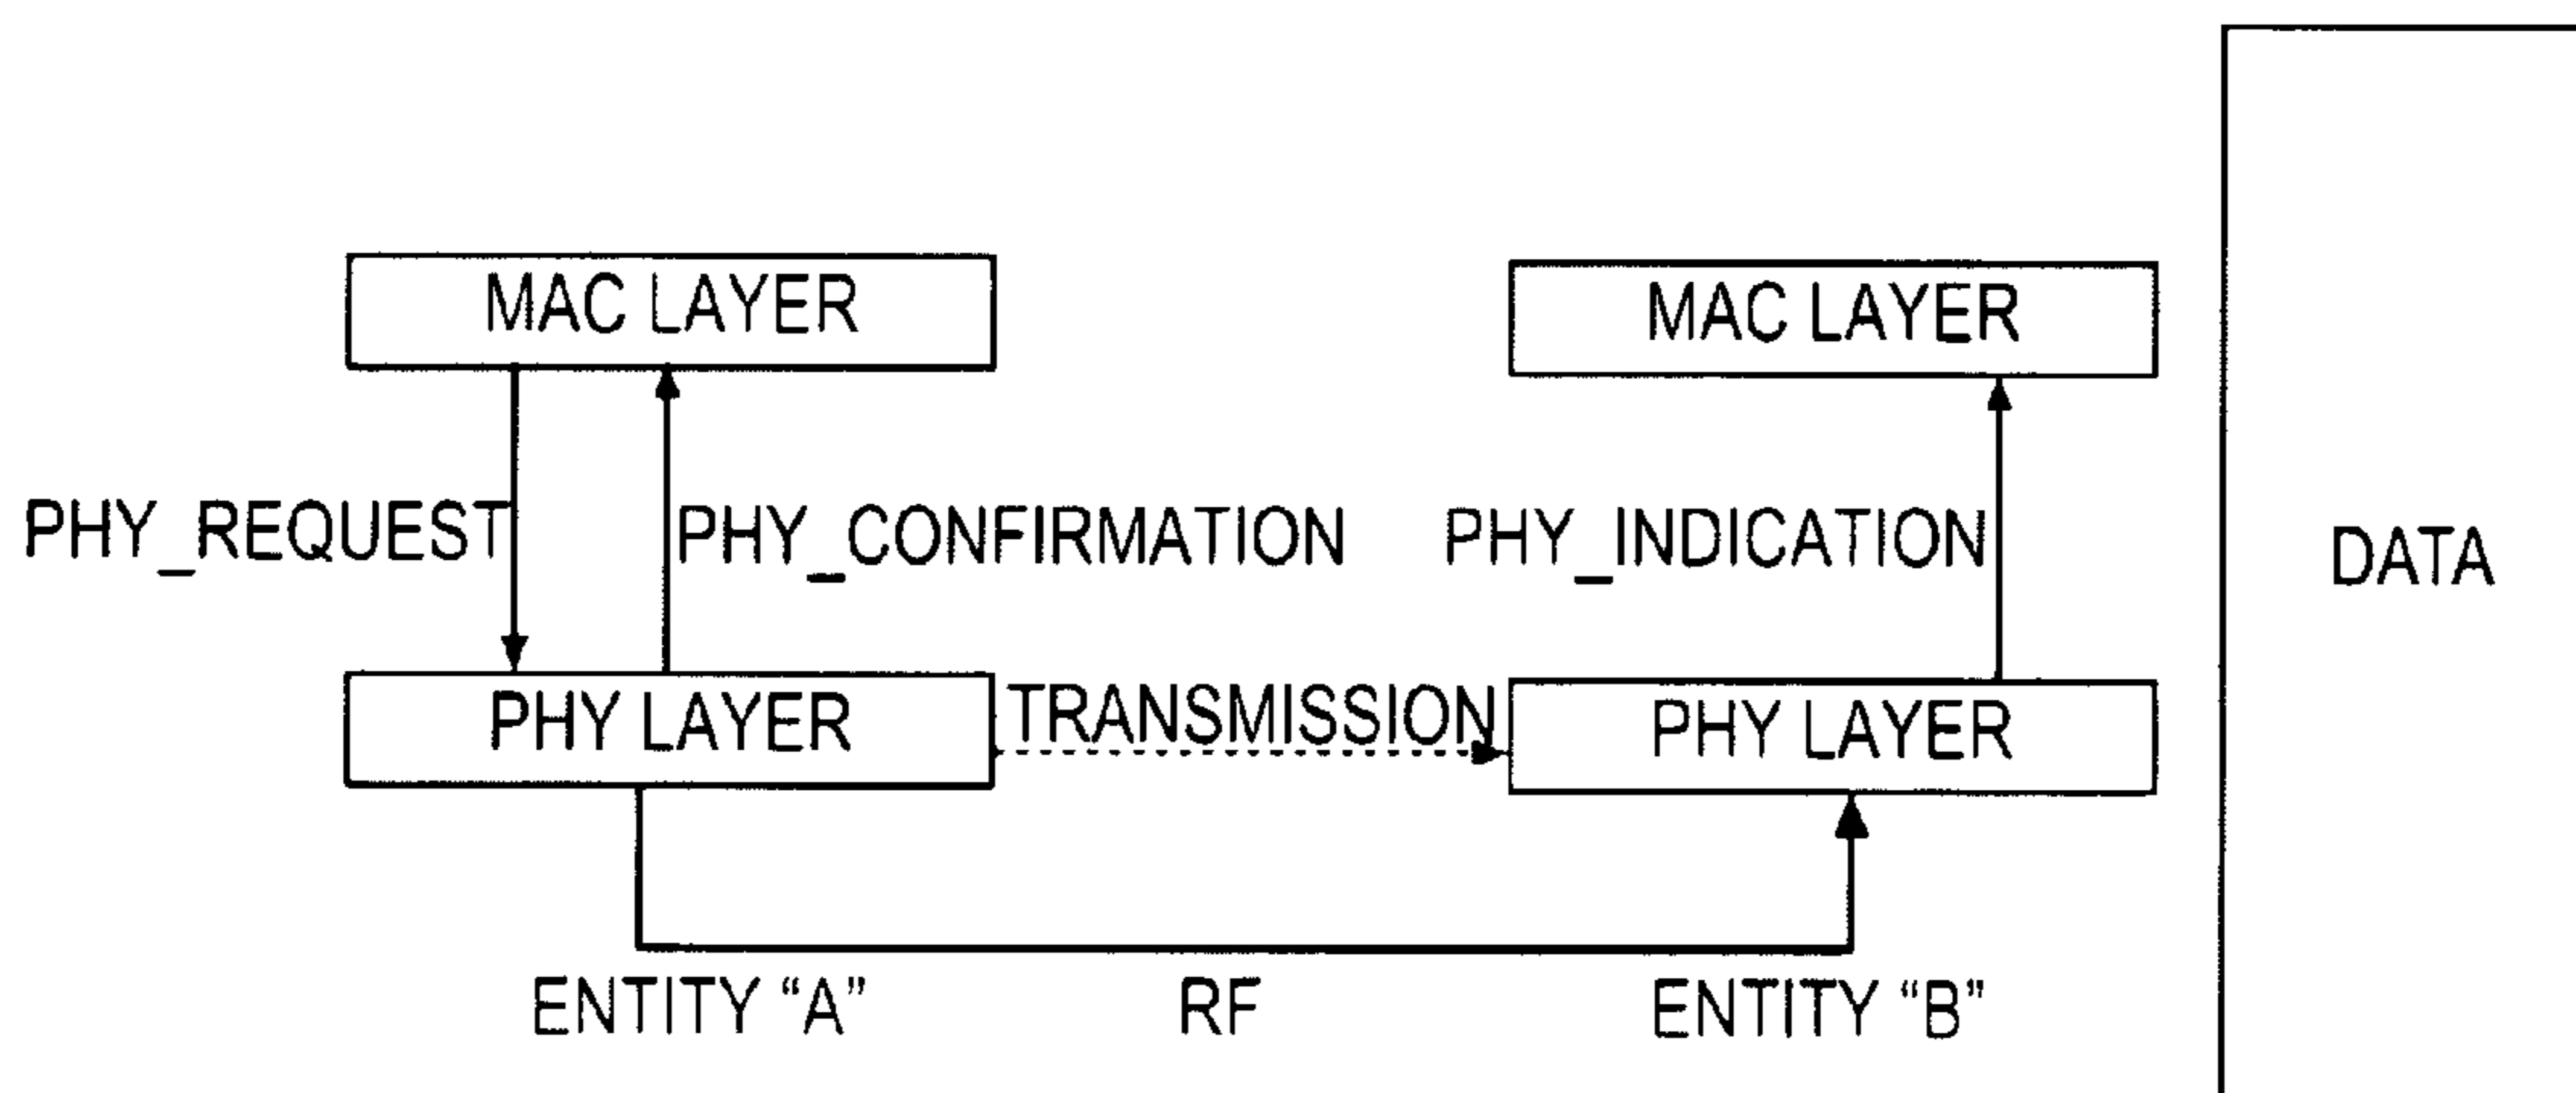 MAC LAYER
MAC LAYER
PHY_REQUEST
PHY_CONFIRMATION
PHY_INDICATION
DATA
PHY LAYER
TRANSMISSION
PHY LAYER
ENTITY “A”
RF
ENTITY “B”